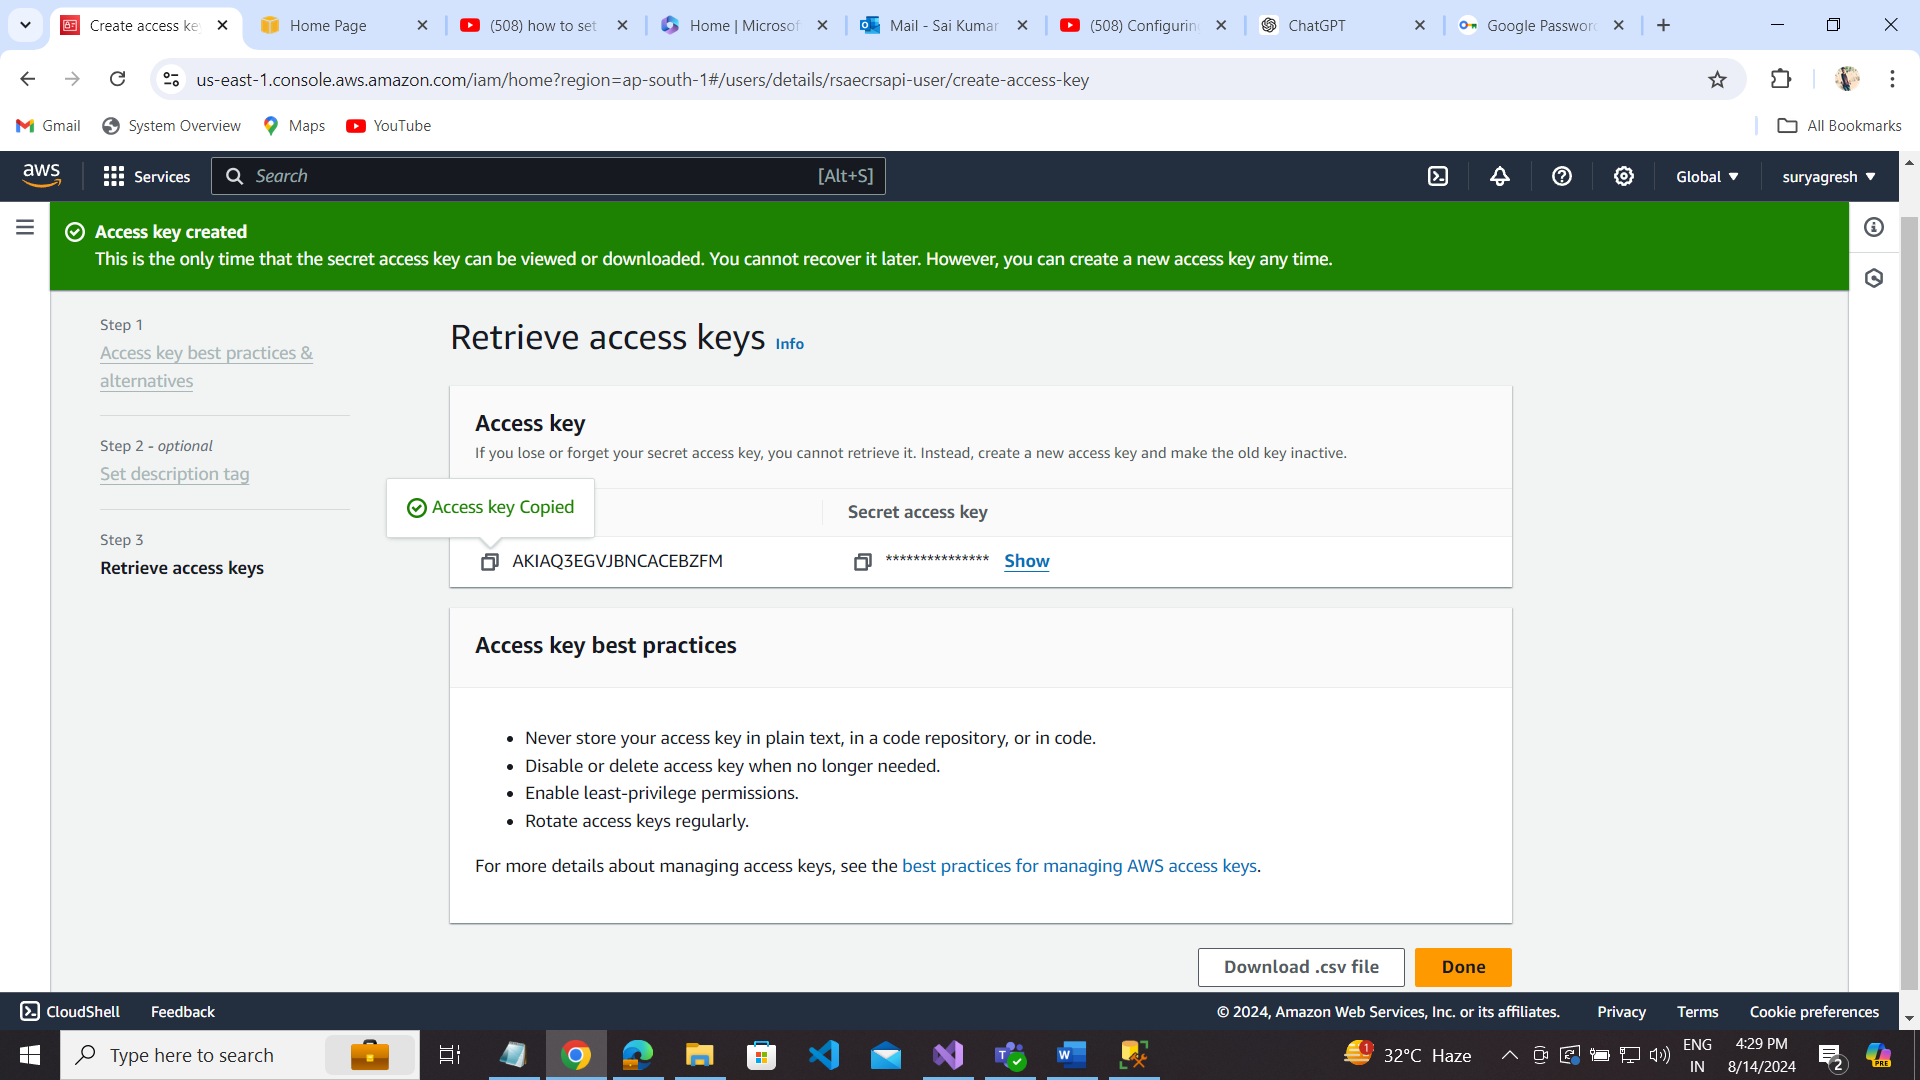 Create access key
Home Page
(508) how to set
Home | Microsof
Mail - Sai Kumar
(508) Configuring
ChatGPT
Google Password
us-east-1.console.aws.amazon.com/iam/home?region=ap-south-1#/users/details/rsaecrsapi-user/create-access-key
Gmail
System Overview
Maps
YouTube
All Bookmarks
aws
Services
Search
[Alt+S]
Global
suryagresh
Access key created
This is the only time that the secret access key can be viewed or downloaded. You cannot recover it later. However, you can create a new access key any time.
Step 1
Access key best practices &
alternatives
Step 2 - optional
Set description tag
Step 3
Retrieve access keys
Retrieve access keys Info
Access key
If you lose or forget your secret access key, you cannot retrieve it. Instead, create a new access key and make the old key inactive.
Access key Copied
Secret access key
AKIAQ3EGVJBNCACEBZFM
*************** Show
Access key best practices
• Never store your access key in plain text, in a code repository, or in code.
• Disable or delete access key when no longer needed.
• Enable least-privilege permissions.
• Rotate access keys regularly.
For more details about managing access keys, see the best practices for managing AWS access keys.
Download .csv file
Done
CloudShell
Feedback
© 2024, Amazon Web Services, Inc. or its affiliates.
Privacy
Terms
Cookie preferences
Type here to search
1
32°C Haze
ENG
IN
4:29 PM
8/14/2024
2
PRE